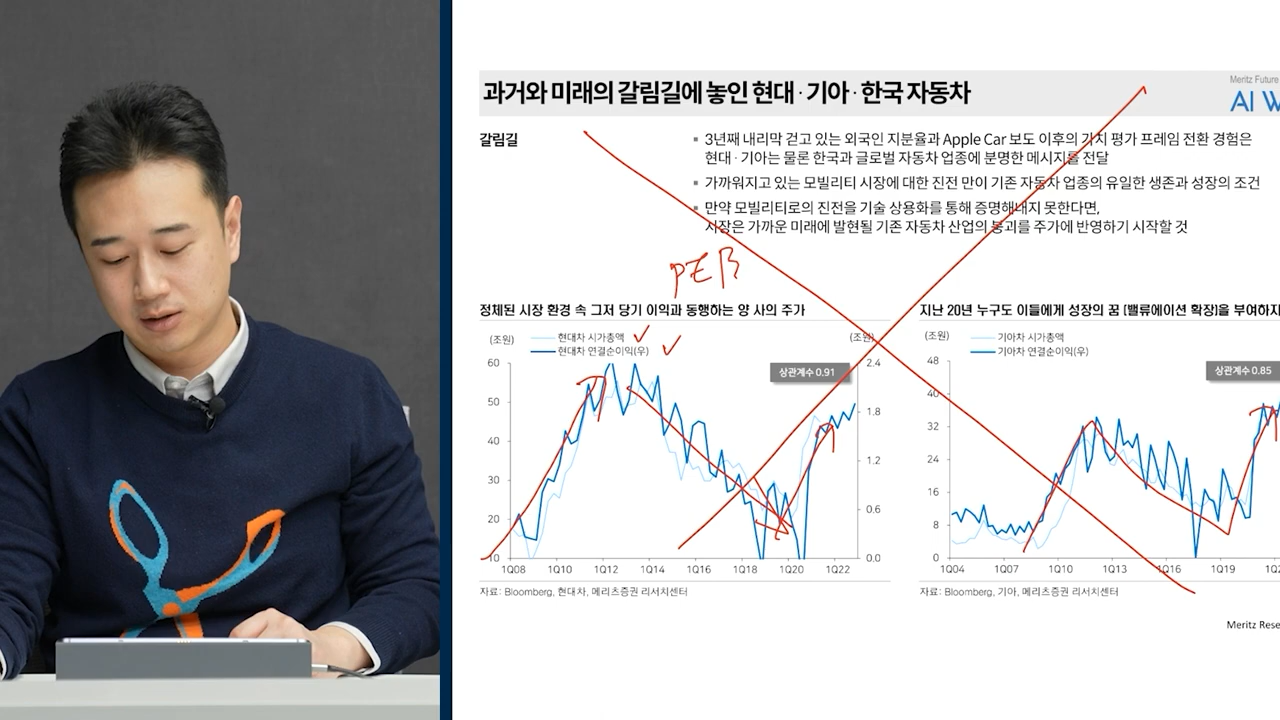 과거와 미래의 갈림길에 놓인 현대 · 기아 · 한국 자동차
Meritz Future
AI W
갈림길
▪ 3년째 내리막 걷고 있는 외국인 지분율과 Apple Car 보도 이후의 가치 평가 프레임 전환 경험은
현대 · 기아는 물론 한국과 글로벌 자동차 업종에 분명한 메시지를 전달
▪ 가까워지고 있는 모빌리티 시장에 대한 진전 만이 기존 자동차 업종의 유일한 생존과 성장의 조건
▪ 만약 모빌리티로의 진전을 기술 상용화를 통해 증명해내지 못한다면,
시장은 가까운 미래에 발현될 기존 자동차 산업의 붕괴를 주가에 반영하기 시작할 것
정체된 시장 환경 속 그저 당기 이익과 동행하는 양 사의 주가
(조원)
현대차 시가총액
현대차 연결순이익(우)
(조원)
상관계수 0.91
60
50
40
30
20
10
2.4
1.8
1.2
0.6
0.0
1Q08 1Q10 1Q12 1Q14 1Q16 1Q18 1Q20 1Q22
자료: Bloomberg, 현대차, 메리츠증권 리서치센터
지난 20년 누구도 이들에게 성장의 꿈 (밸류에이션 확장)을 부여하지
(조원)
기아차 시가총액
기아차 연결순이익(우)
상관계수 0.85
48
40
32
24
16
8
0
1Q04 1Q07 1Q10 1Q13 1Q16 1Q19
자료: Bloomberg, 기아, 메리츠증권 리서치센터
Meritz Rese